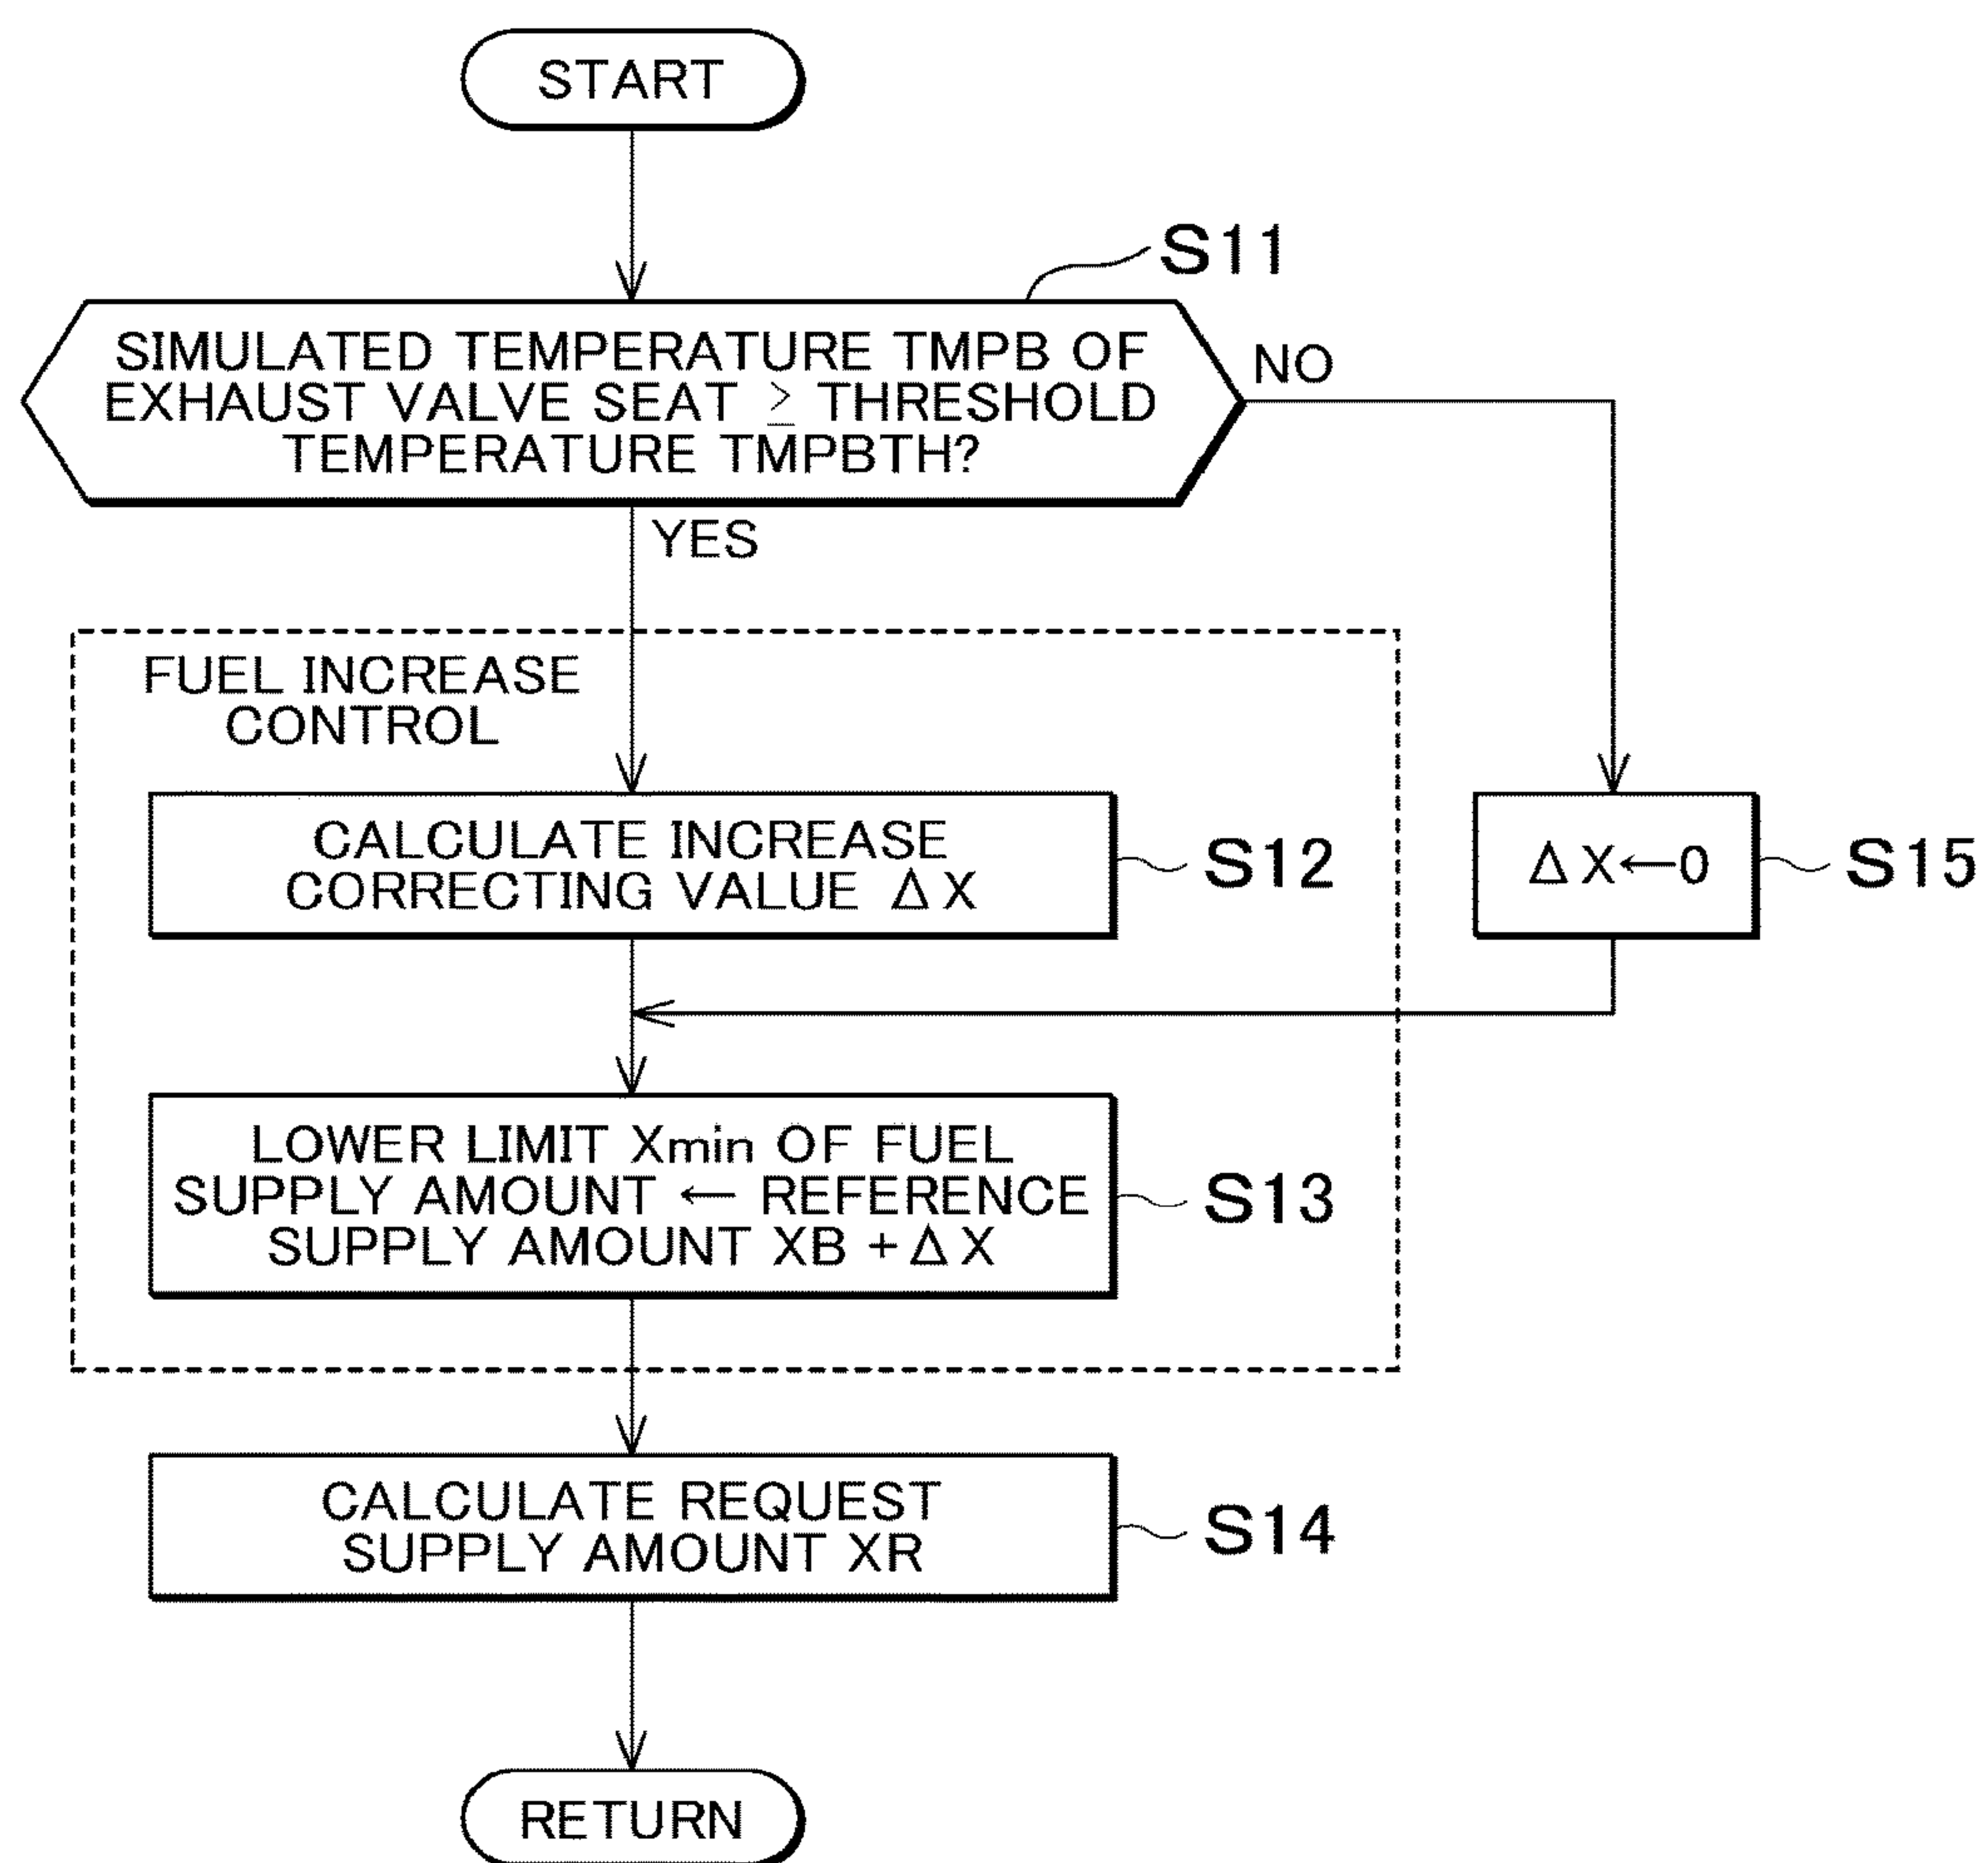 START
S11
SIMULATED TEMPERATURE TMPB OF
EXHAUST VALVE SEAT ≥ THRESHOLD
TEMPERATURE TMPBTH?
NO
YES
FUEL INCREASE
CONTROL
CALCULATE INCREASE
CORRECTING VALUE ΔX
S12
ΔX←0
S15
LOWER LIMIT Xmin OF FUEL
SUPPLY AMOUNT ← REFERENCE
SUPPLY AMOUNT XB + ΔX
S13
CALCULATE REQUEST
SUPPLY AMOUNT XR
S14
RETURN